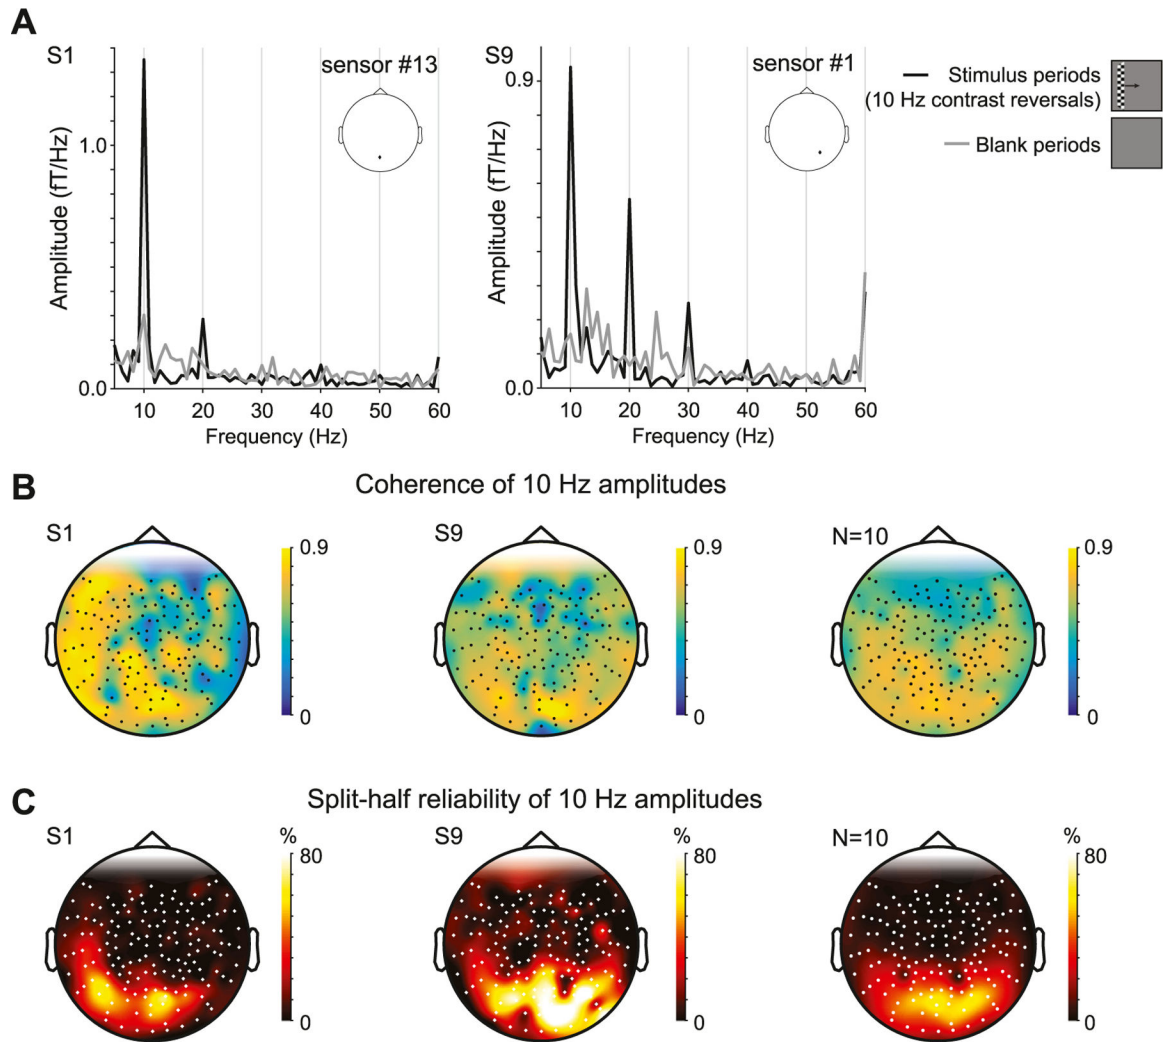 A
S1
sensor #13
1.0
0.0
Amplitude (fT/Hz)
10 20 30 40 50 60
Frequency (Hz)
S9
sensor #1
0.9
0.0
Amplitude (fT/Hz)
10 20 30 40 50 60
Frequency (Hz)
Stimulus periods
(10 Hz contrast reversals)
Blank periods
B
Coherence of 10 Hz amplitudes
S1
0.9
0
S9
0.9
0
N=10
0.9
0
C
Split-half reliability of 10 Hz amplitudes
S1
%
80
0
S9
%
80
0
N=10
%
80
0